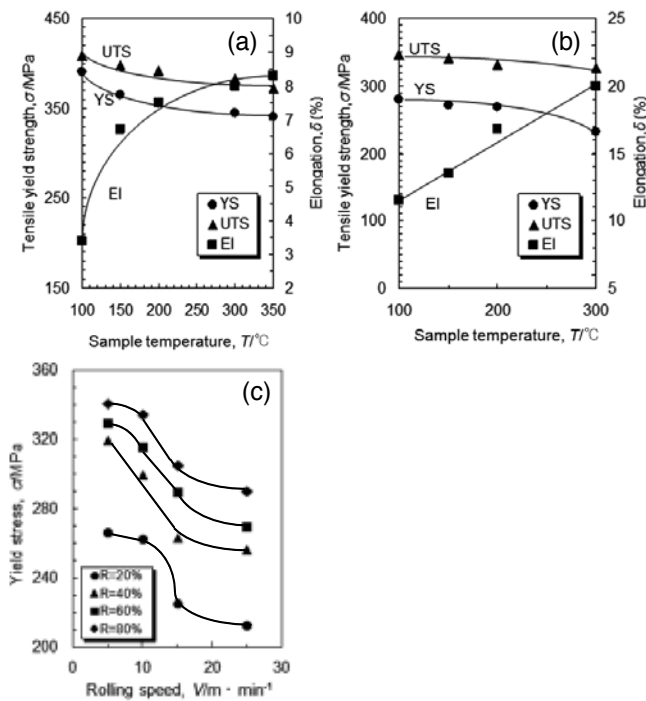 450
400
350
300
250
200
150
Tensile yield strength, σ/MPa
(a)
UTS
YS
EI
YS
UTS
EI
10
9
8
7
6
5
4
3
2
Elongation, δ (%)
100 150 200 250 300 350
Sample temperature, T/℃
400
300
200
100
0
Tensile yield strength, σ/MPa
(b)
UTS
YS
EI
YS
UTS
EI
25
20
15
10
5
Elongation, δ (%)
100 200 300
Sample temperature, T/℃
360
320
280
240
200
Yield stress, σ/MPa
(c)
R=20%
R=40%
R=60%
R=80%
0 10 20 30
Rolling speed, V/m · min⁻¹